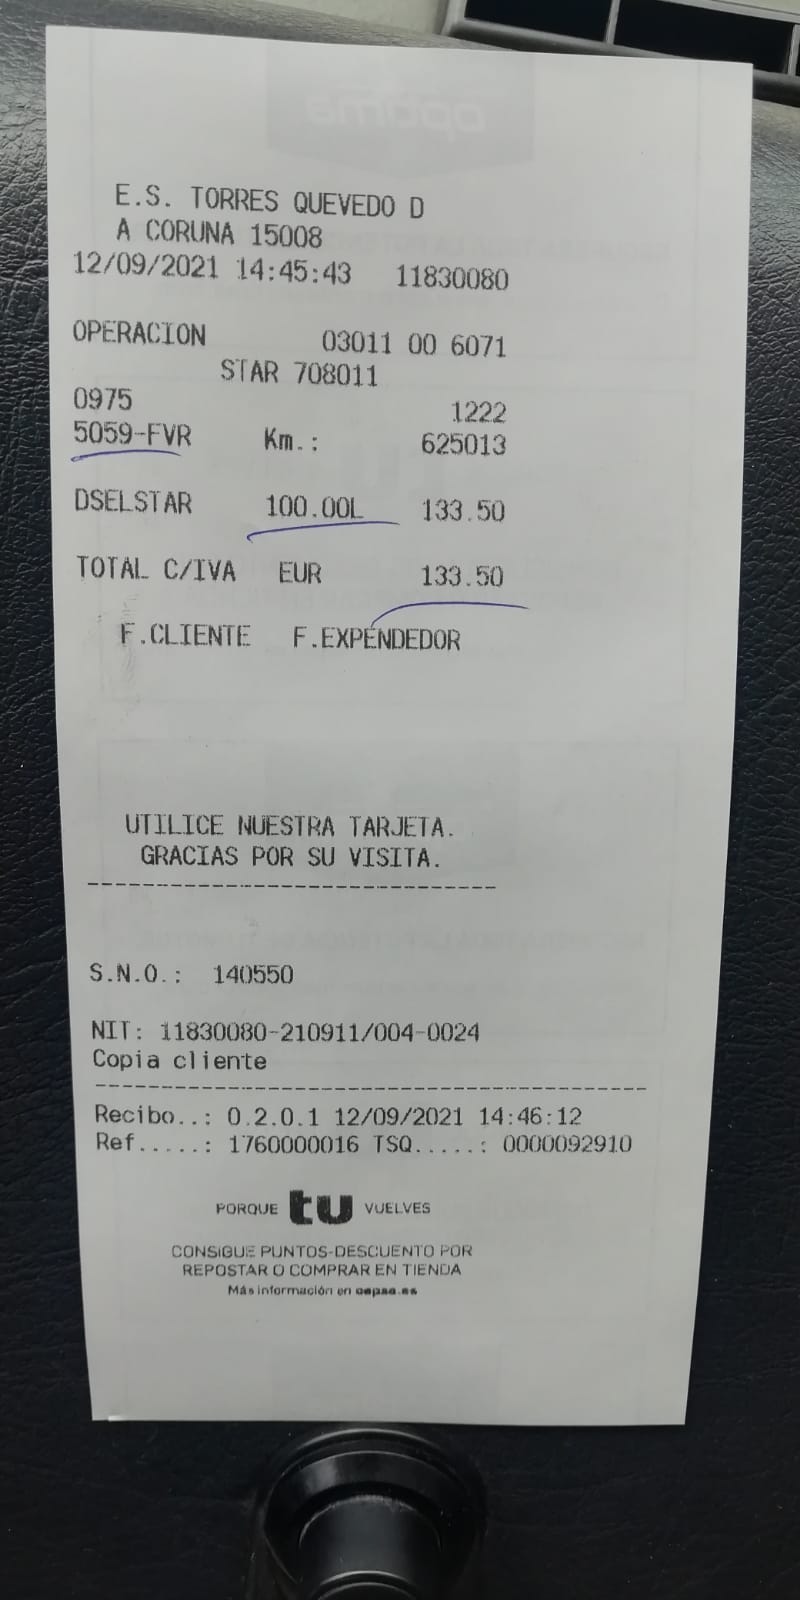 E.S. TORRES QUEVEDO D
A CORUNA 15008
12/09/2021 14:45:43 11830080
OPERACION 03011 00 6071
STAR 708011
0975 1222
5059-FVR Km.: 625013
DSELSTAR 100.00L 133.50
TOTAL C/IVA EUR 133.50
F.CLIENTE F.EXPENDEDOR
UTILICE NUESTRA TARJETA.
GRACIAS POR SU VISITA.
--------------------------------
S.N.O.: 140550
NIT: 11830080-210911/004-0024
Copia cliente
--------------------------------
Recibo..: 0.2.0.1 12/09/2021 14:46:12
Ref.....: 1760000016 TSQ.....: 0000092910
PORQUE tu VUELVES
CONSIGUE PUNTOS-DESCUENTO POR
REPOSTAR O COMPRAR EN TIENDA
Más información en cepsa.es